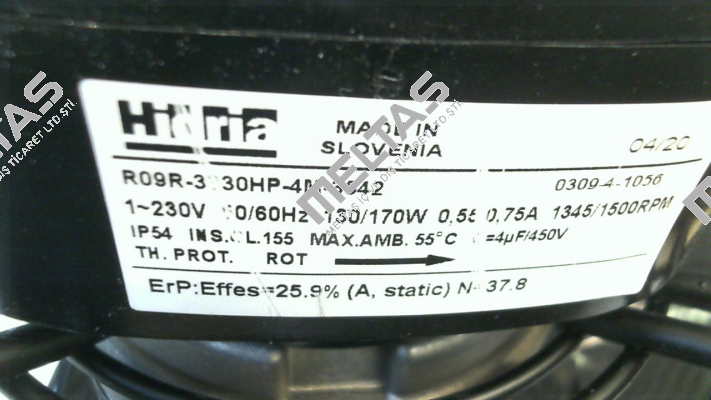 Hidria
MADE IN
SLOVENIA
04/20
0309-4-1056
1~230V 50/60Hz 130/170W 0,55/0,75A 1345/1500RPM
IP54 INS.CL.155 MAX.AMB. 55°C C=4µF/450V
TH. PROT. ROT
ErP:Effes=25.9% (A, static) N=37.8
MELTAS